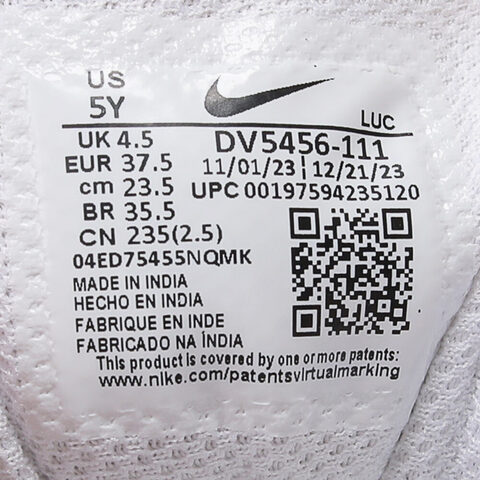 US
5Y
LUC
UK 4.5
EUR 37.5
cm 23.5
BR 35.5
CN 235(2.5)
DV5456-111
11/01/23 | 12/21/23
UPC 00197594235120
04ED75455NQMK
MADE IN INDIA
HECHO EN INDIA
FABRIQUE EN INDE
FABRICADO NA ÍNDIA
This product is covered by one or more patents:
www.nike.com/patentsvirtualmarking